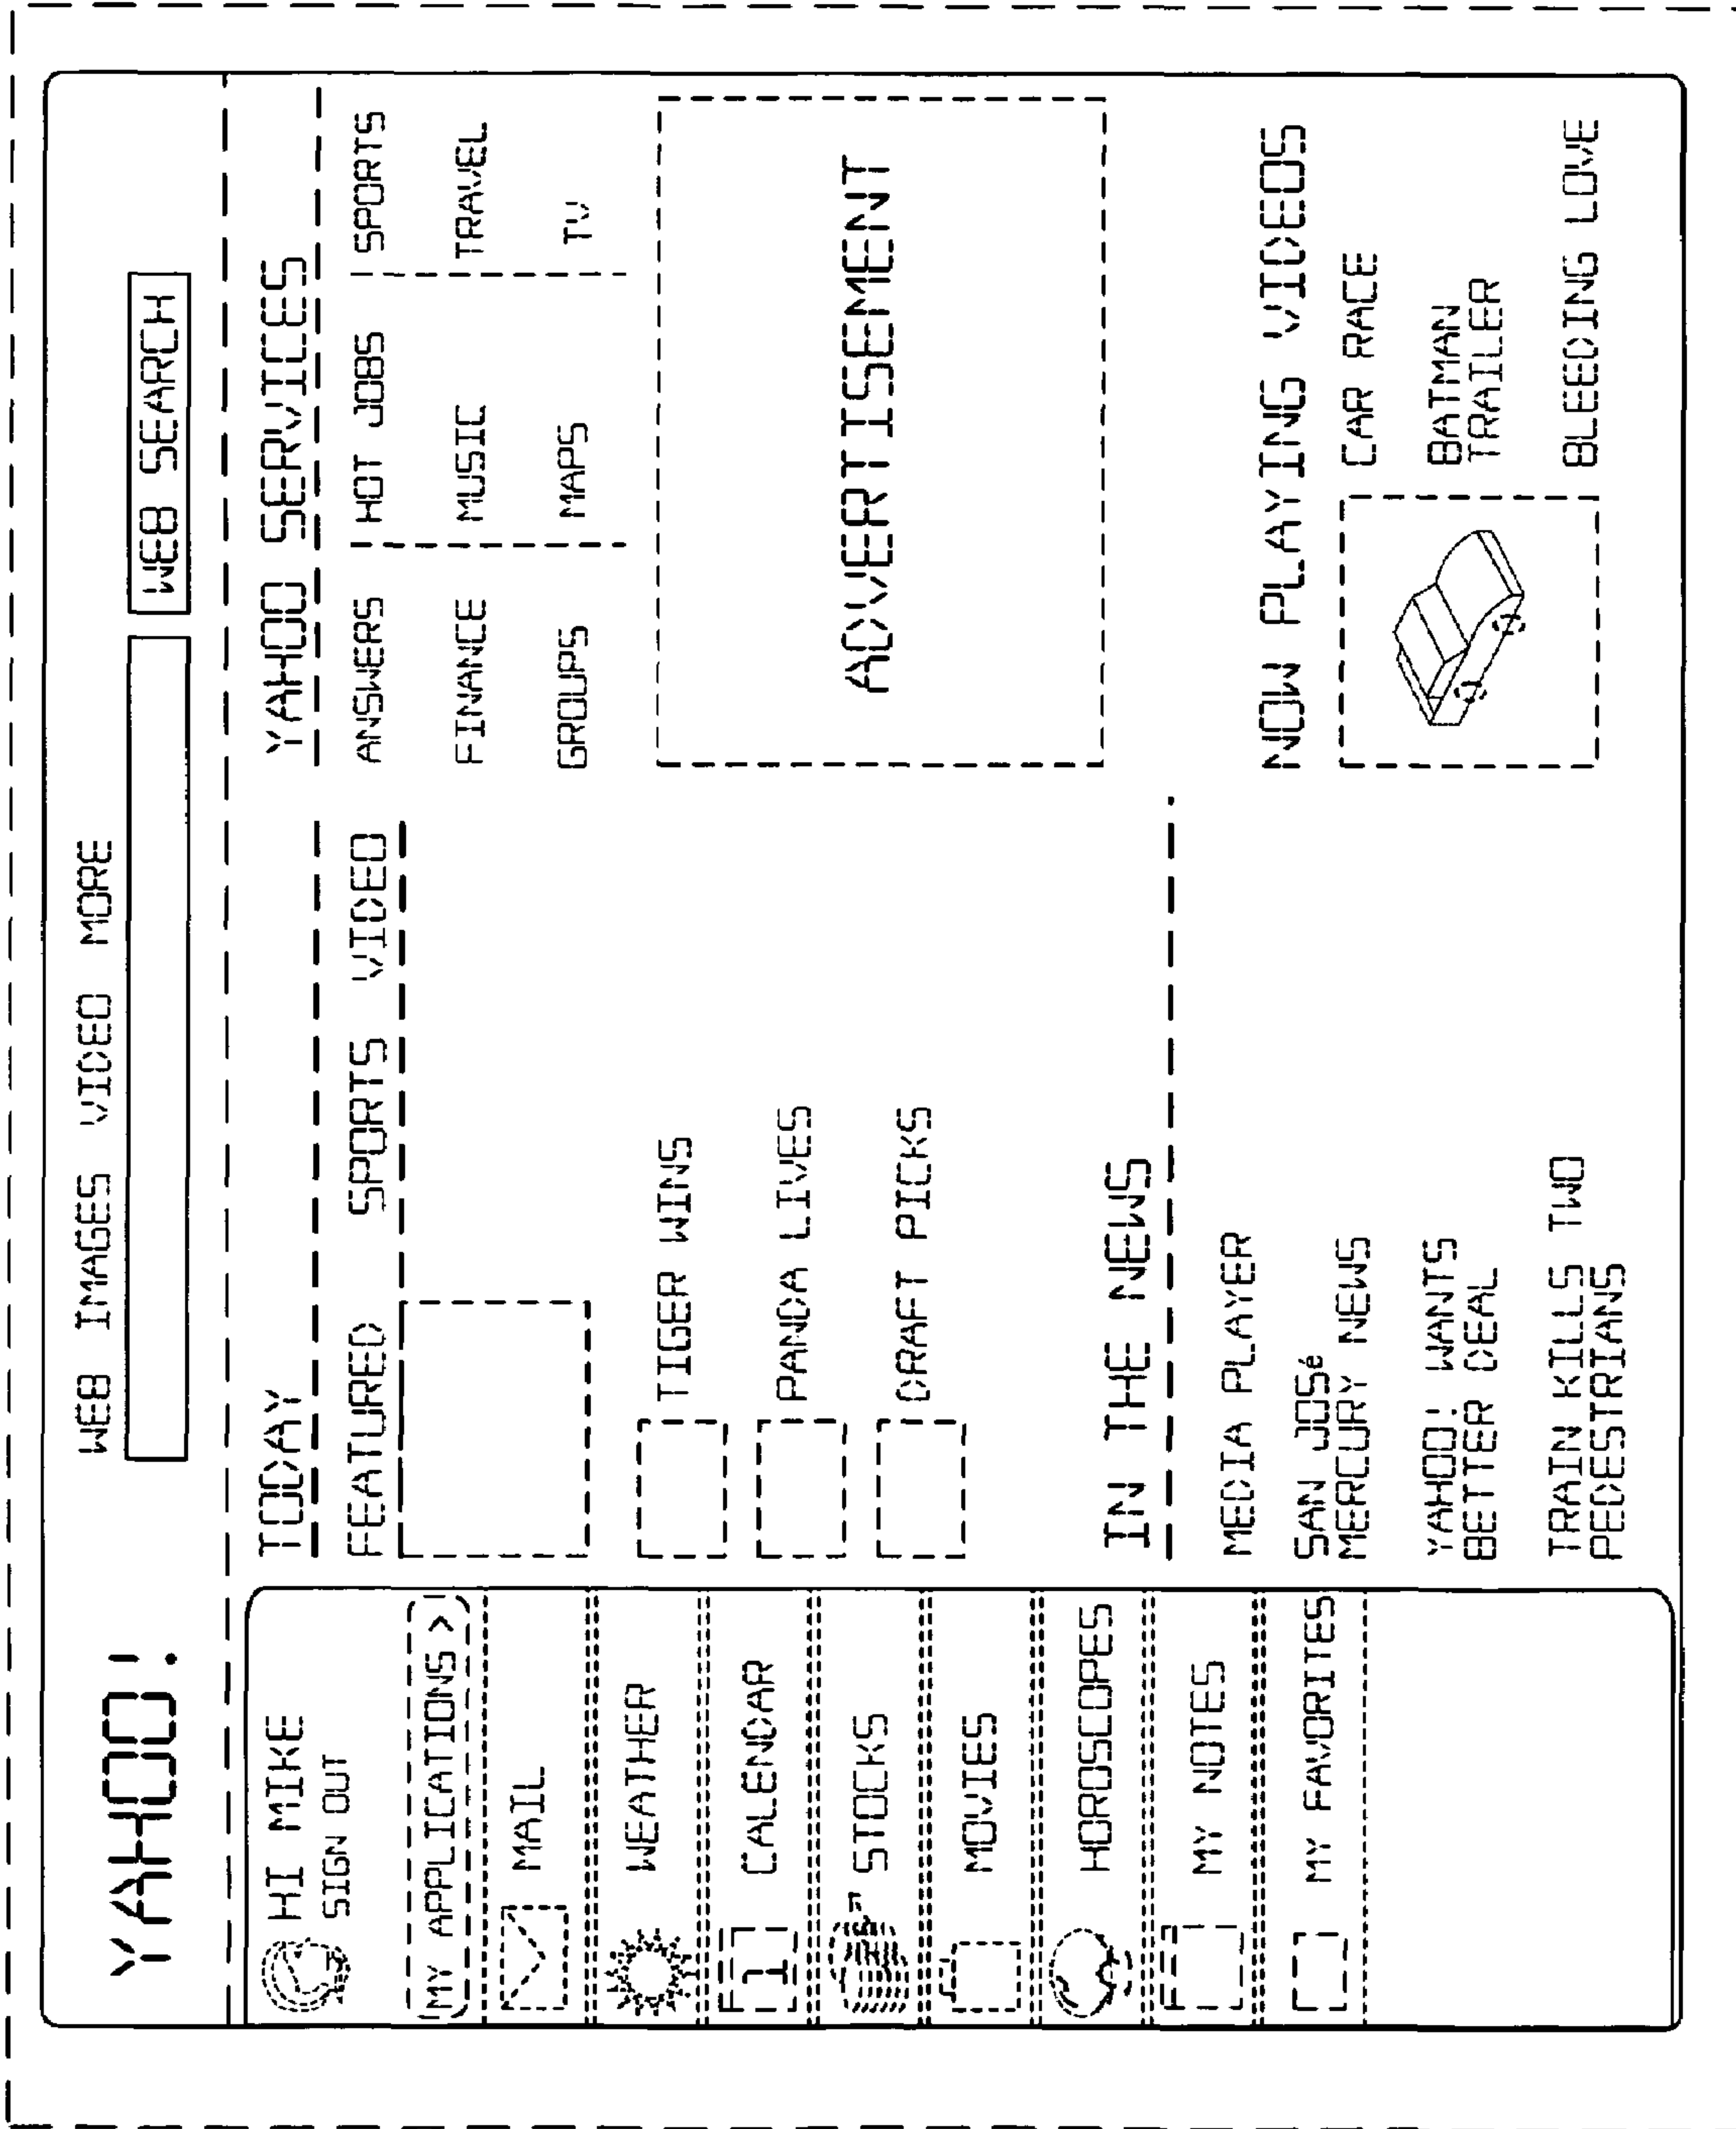 YAHOO!
WEB IMAGES VIDEO MORE
WEB SEARCH
HI MIKE
SIGN OUT
MY APPLICATIONS >
MAIL
WEATHER
1 CALENDAR
STOCKS
MOVIES
HOROSCOPES
MY NOTES
MY FAVORITES
TODAY
FEATURED SPORTS VIDEO
TIGER WINS
PANDA LIVES
DRAFT PICKS
IN THE NEWS
MEDIA PLAYER
SAN JOSé
MERCURY NEWS
YAHOO! WANTS
BETTER DEAL
TRAIN KILLS TWO
PEDESTRIANS
YAHOO SERVICES
ANSWERS HOT JOBS SPORTS
FINANCE MUSIC TRAVEL
GROUPS MAPS TV
ADVERTISEMENT
NOW PLAYING VIDEOS
CAR RACE
BATMAN
TRAILER
BLEEDING LOVE